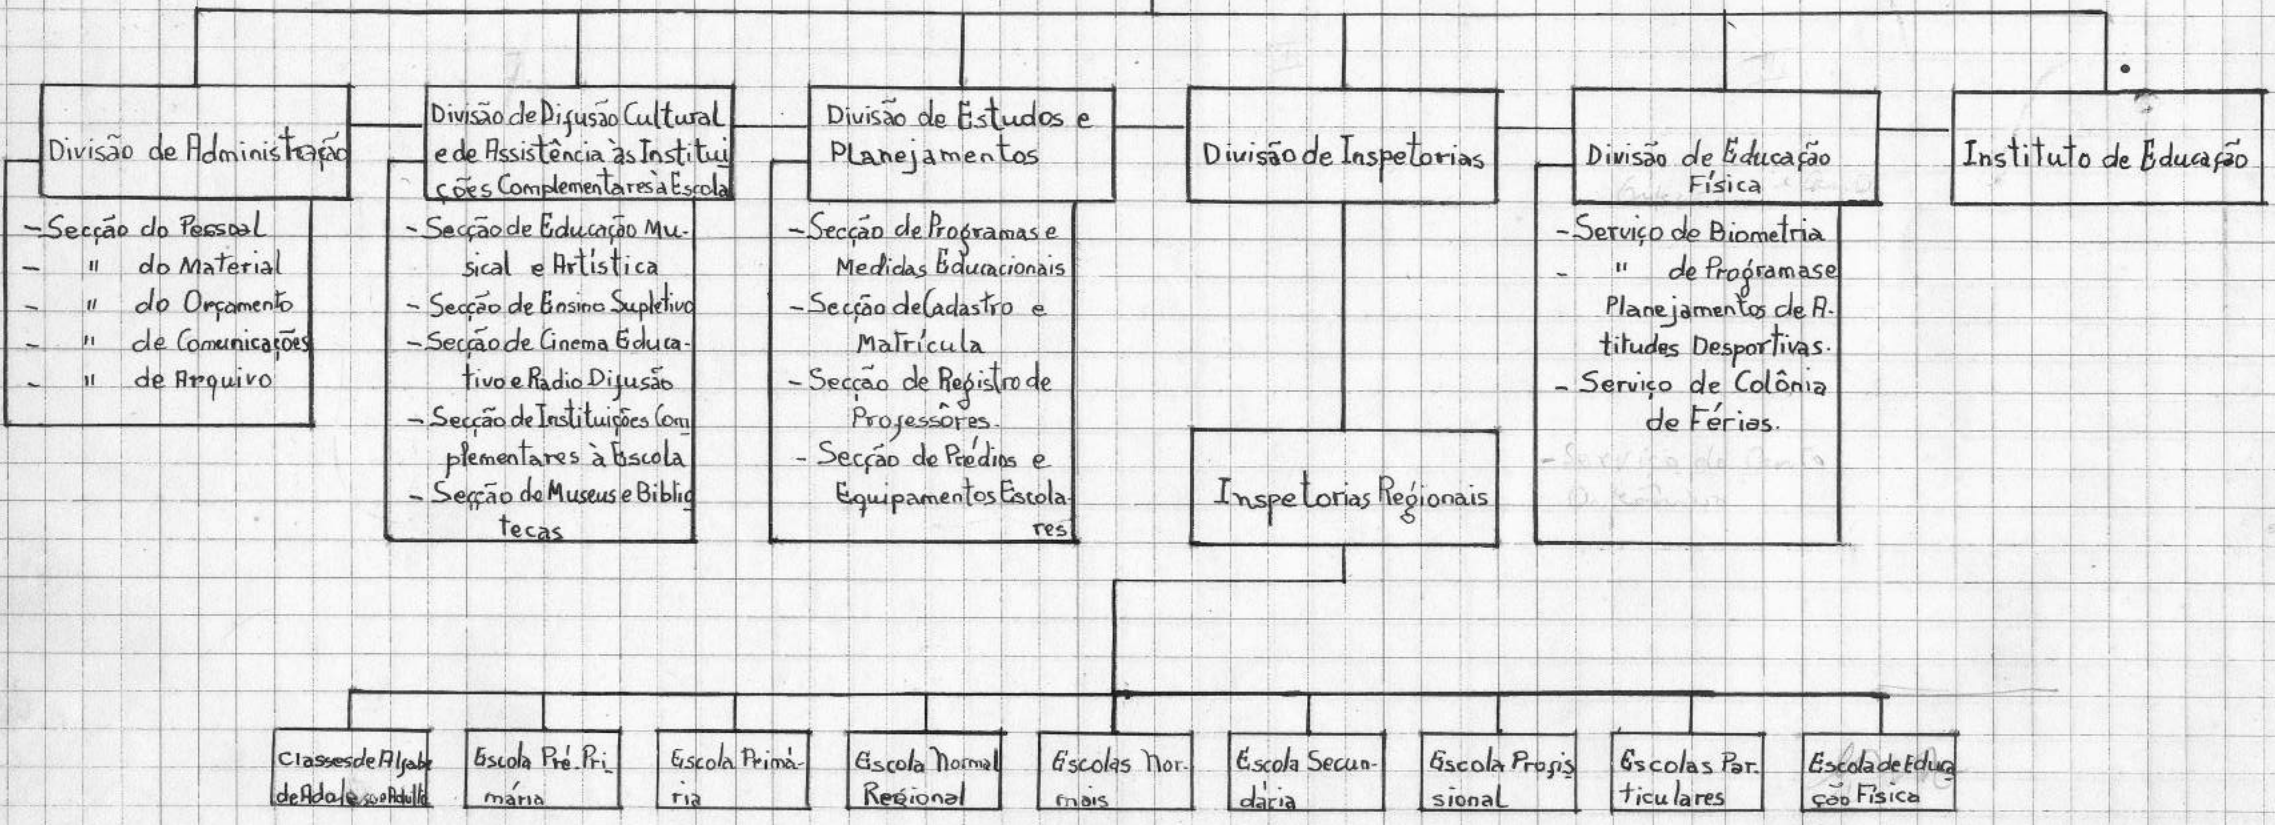 Divisão de Administração
- Secção do Pessoal
- " do Material
- " do Orçamento
- " de Comunicações
- " de Arquivo
Divisão de Difusão Cultural
e de Assistência às Institui
ções Complementares à Escola
- Secção de Educação Mu-
sical e Artística
- Secção de Ensino Supletivo
- Secção de Cinema Educa-
tivo e Rádio Difusão
- Secção de Instituições Com
plementares à Escola
- Secção de Museus e Biblio
tecas
Divisão de Estudos e
Planejamentos
- Secção de Programas e
Medidas Educacionais
- Secção de Cadastro e
Matrícula
- Secção de Registro de
Professôres.
- Secção de Prédios e
Equipamentos Escola-
res
Divisão de Inspetorias
Inspetorias Regionais
Divisão de Educação
Física
- Serviço de Biometria
- " de Programas e
Planejamentos de A-
titudes Desportivas.
- Serviço de Colônia
de Férias.
Instituto de Educação
Classes de Alfabe
de Adolesc e Adulto
Escola Pré-Pri-
mária
Escola Primá-
ria
Escola Normal
Regional
Escolas Nor-
mais
Escola Secun-
dária
Escola Profis
sional
Escolas Par-
ticulares
Escola de Educa
ção Física